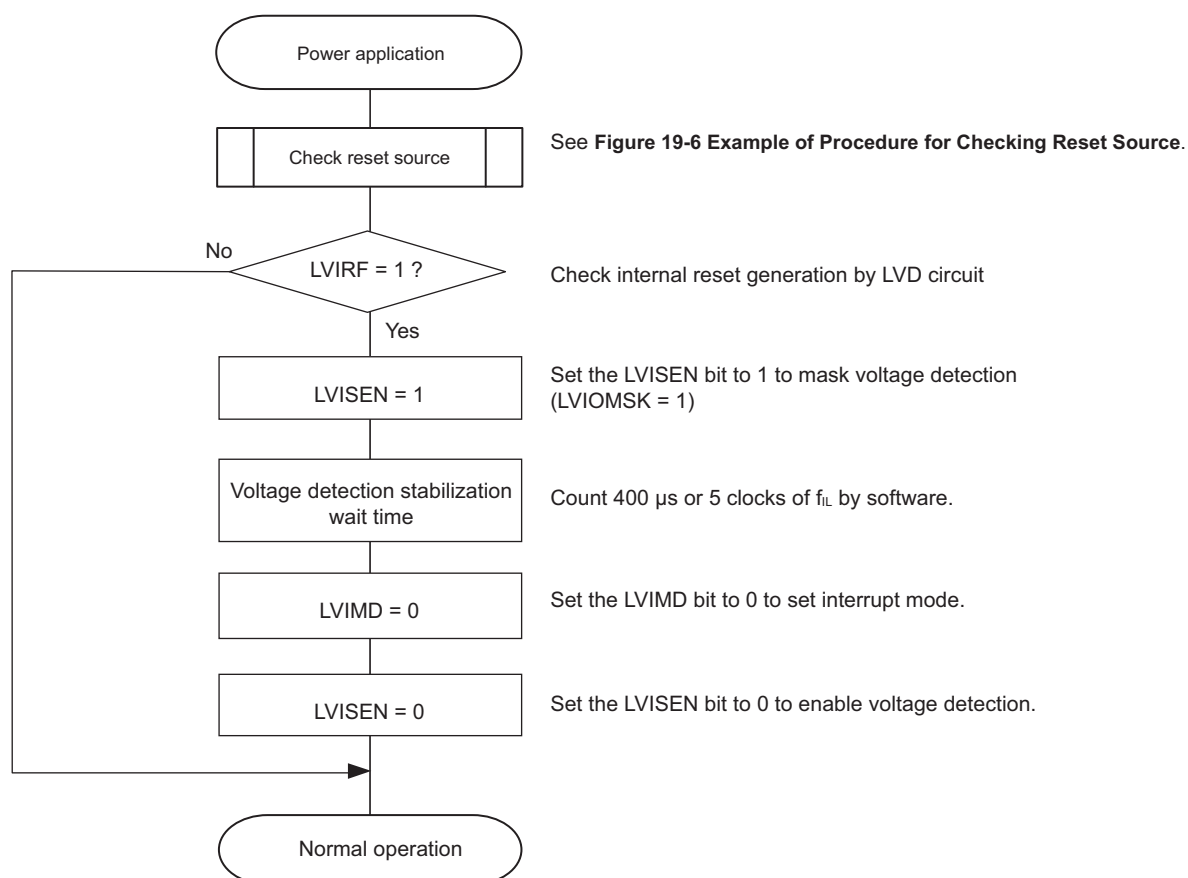 Power application
Check reset source
See Figure 19-6 Example of Procedure for Checking Reset Source.
No
LVIRF = 1 ?
Check internal reset generation by LVD circuit
Yes
LVISEN = 1
Set the LVISEN bit to 1 to mask voltage detection
(LVIOMSK = 1)
Voltage detection stabilization
wait time
Count 400 μs or 5 clocks of fIL by software.
LVIMD = 0
Set the LVIMD bit to 0 to set interrupt mode.
LVISEN = 0
Set the LVISEN bit to 0 to enable voltage detection.
Normal operation